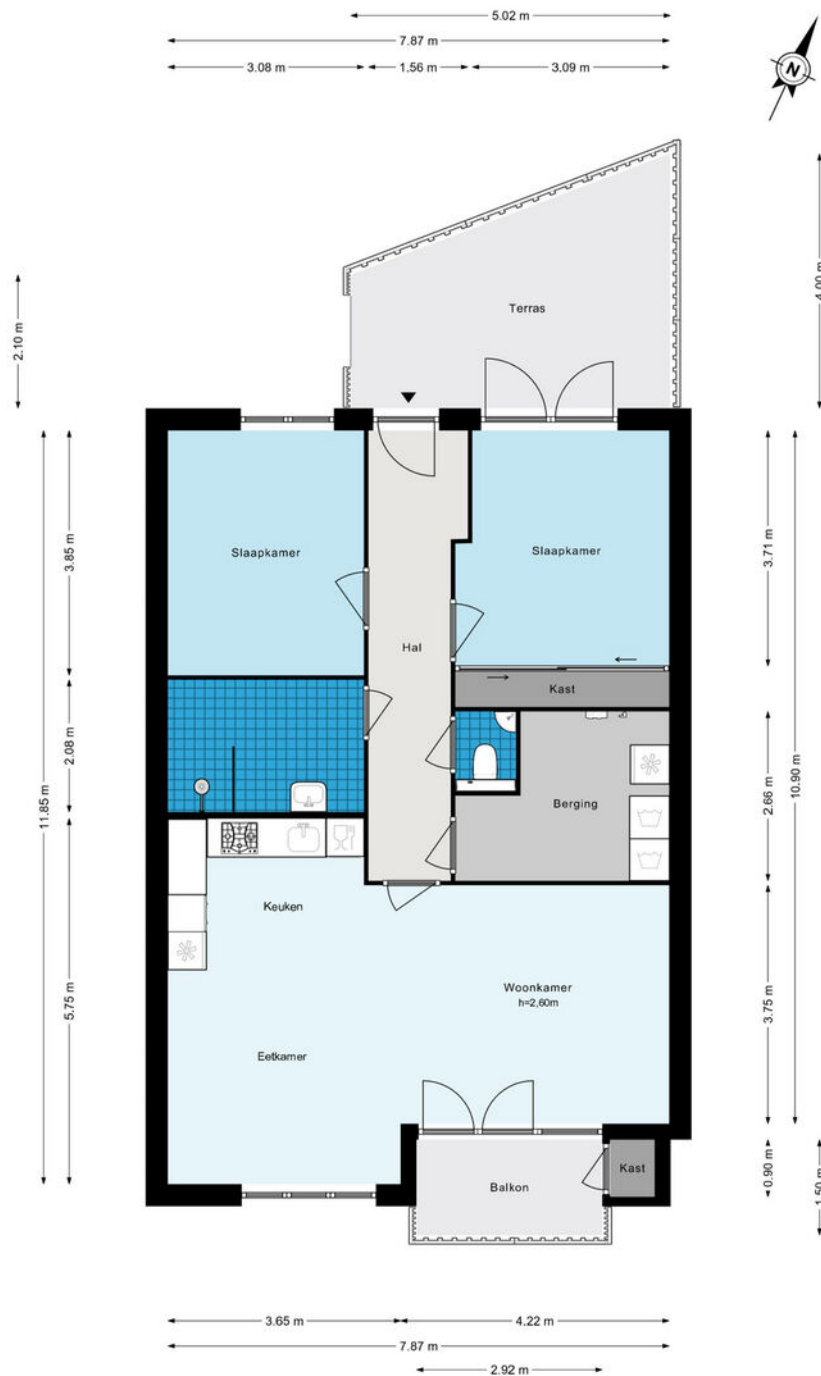 5.02 m
7.87 m
3.08 m
1.56 m
3.09 m
N
4.00 m
2.10 m
Terras
3.85 m
Slaapkamer
Slaapkamer
3.71 m
Hal
Kast
2.08 m
11.85 m
Berging
2.66 m
10.90 m
Keuken
5.75 m
Woonkamer
h=2,60m
3.75 m
Eetkamer
Balkon
Kast
0.90 m
1.50 m
3.65 m
4.22 m
7.87 m
2.92 m